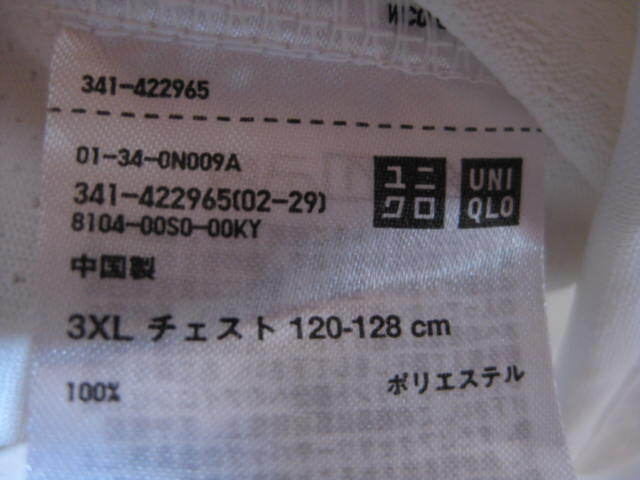 341-422965
01-34-0N009A
341-422965(02-29)
8104-00S0-00KY
ユニ
クロ
UNI
QLO
中国製
3XL チェスト 120-128 cm
100% ポリエステル